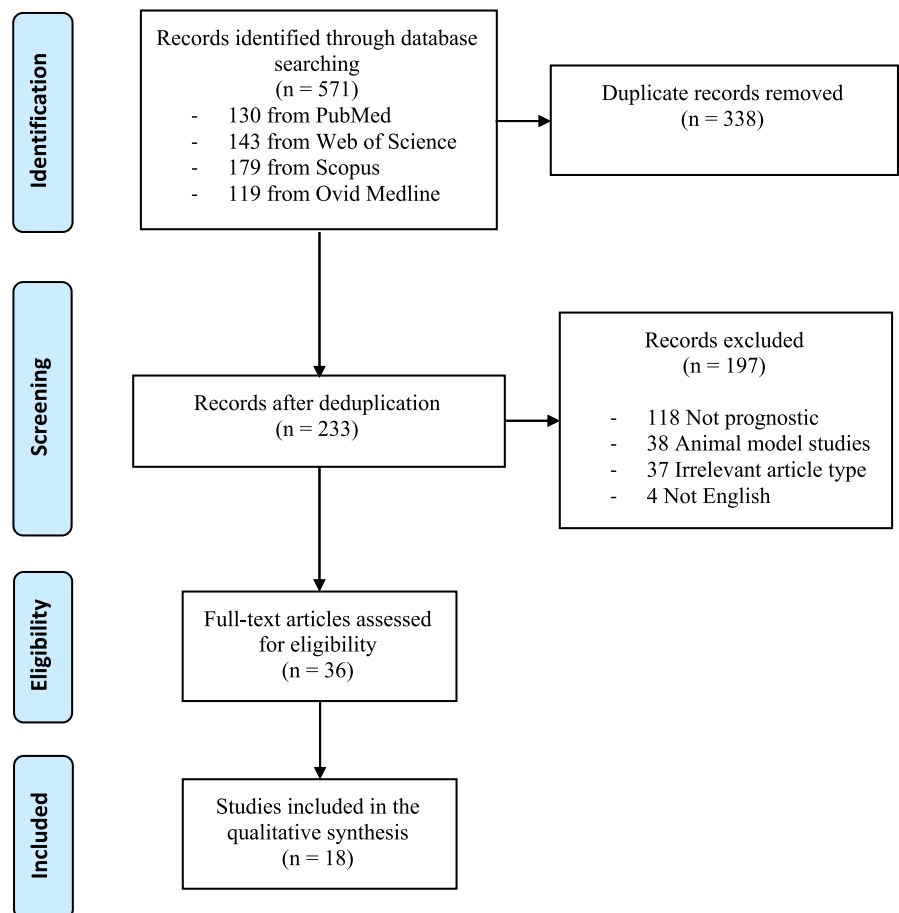 Identification
Records identified through database
searching
(n = 571)
- 130 from PubMed
- 143 from Web of Science
- 179 from Scopus
- 119 from Ovid Medline
Duplicate records removed
(n = 338)
Screening
Records after deduplication
(n = 233)
Records excluded
(n = 197)
- 118 Not prognostic
- 38 Animal model studies
- 37 Irrelevant article type
- 4 Not English
Eligibility
Full-text articles assessed
for eligibility
(n = 36)
Included
Studies included in the
qualitative synthesis
(n = 18)